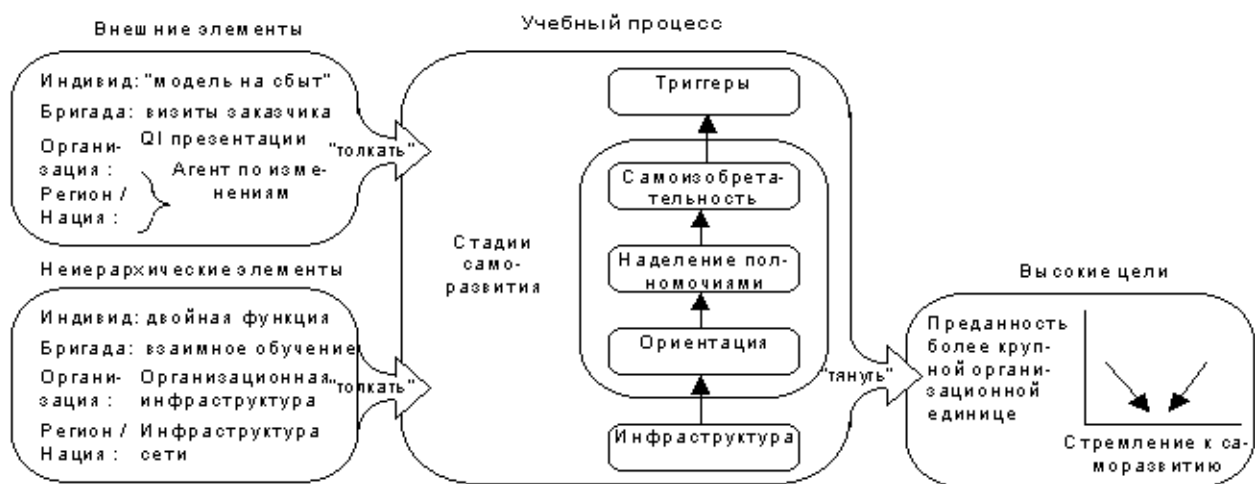 Внешние элементы
Индивид: "модель на сбыт"
Бригада: визиты заказчика
Органи-
зация :
QI презентации
Агент по изме-
нениям
Регион /
Нация :
"толкать"
Неиерархические элементы
Индивид: двойная функция
Бригада: взаимное обучение
Органи-
зация :
Организационная
инфраструктура
Регион /
Нация :
Инфраструктура
сети
"толкать"
Учебный процесс
Стадии
само-
развития
Триггеры
Самоизобрета-
тельность
Наделение пол-
номочиями
Ориентация
Инфраструктура
"тянуть"
Высокие цели
Преданность
более круп-
ной органи-
зационной
единице
Стремление к са-
моразвитию